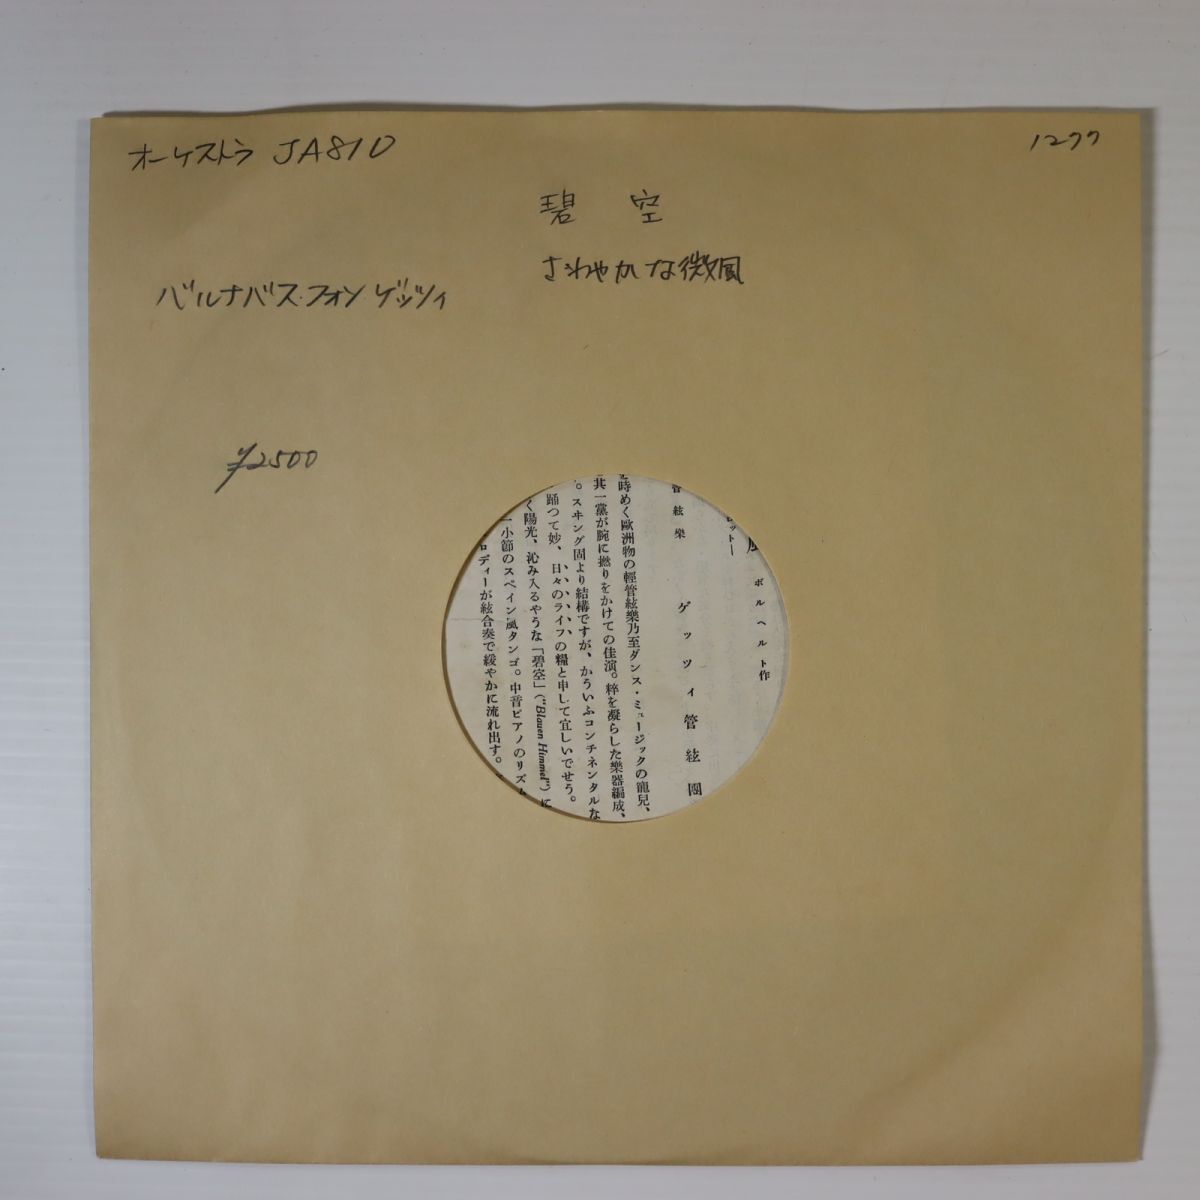 オーケストラ JA810
1277
碧空
さわやかな微風
バルナバス・フォン・ゲッツィ
¥2500
ボルヘルト作
管絃樂 ゲッツィ管絃團
時めく歐洲物の輕管絃樂乃至ダンス・ミュージックの寵兒、
其一黨が腕に撚りをかけての佳演。粹を凝らした樂器編成、
。スヰング固より結構ですが、かういふコンチネンタルな
踊つて妙、日々のライフの糧と申して宜しいでせう。
く陽光、沁み入るやうな「碧空」("Blauen Himmel")に
一小節のスペイン風タンゴ。中音ピアノのリズム
ロディーが絃合奏で緩やかに流れ出す。